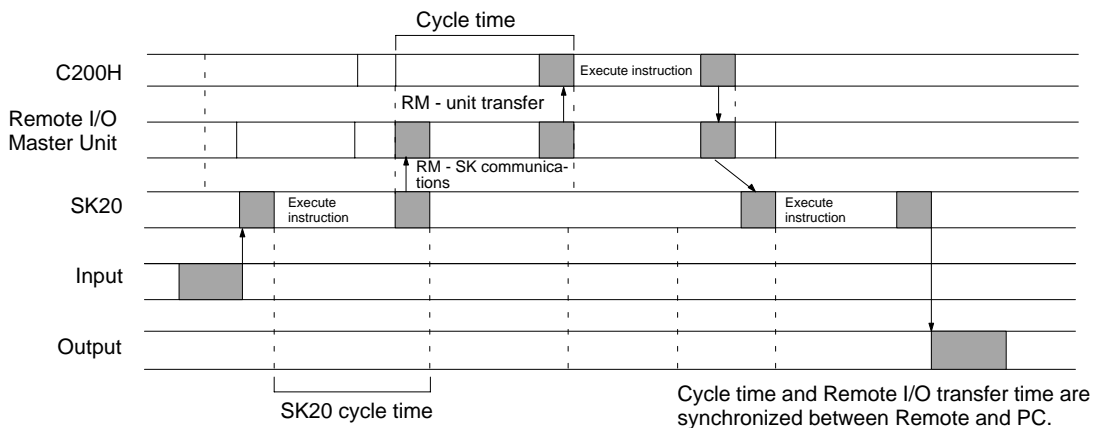 Cycle time
C200H
Execute instruction
RM - unit transfer
Remote I/O
Master Unit
RM - SK communica-
tions
SK20
Execute
instruction
Execute
instruction
Input
Output
SK20 cycle time
Cycle time and Remote I/O transfer time are
synchronized between Remote and PC.